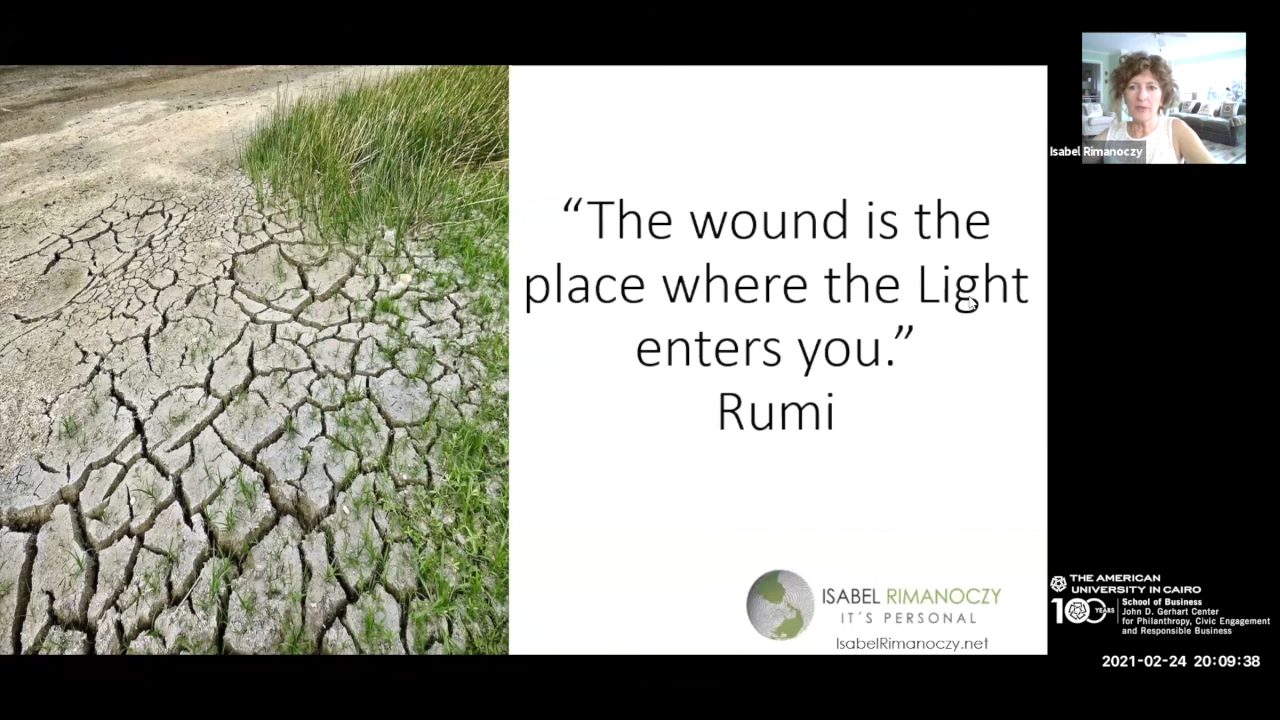 “The wound is the
place where the Light
enters you.”
Rumi
ISABEL RIMANOCZY
IT´S PERSONAL
IsabelRimanoczy.net
Isabel Rimanoczy
THE AMERICAN
UNIVERSITY IN CAIRO
100 YEARS
School of Business
John D. Gerhart Center
for Philanthropy, Civic Engagement
and Responsible Business
2021-02-24 20:09:38